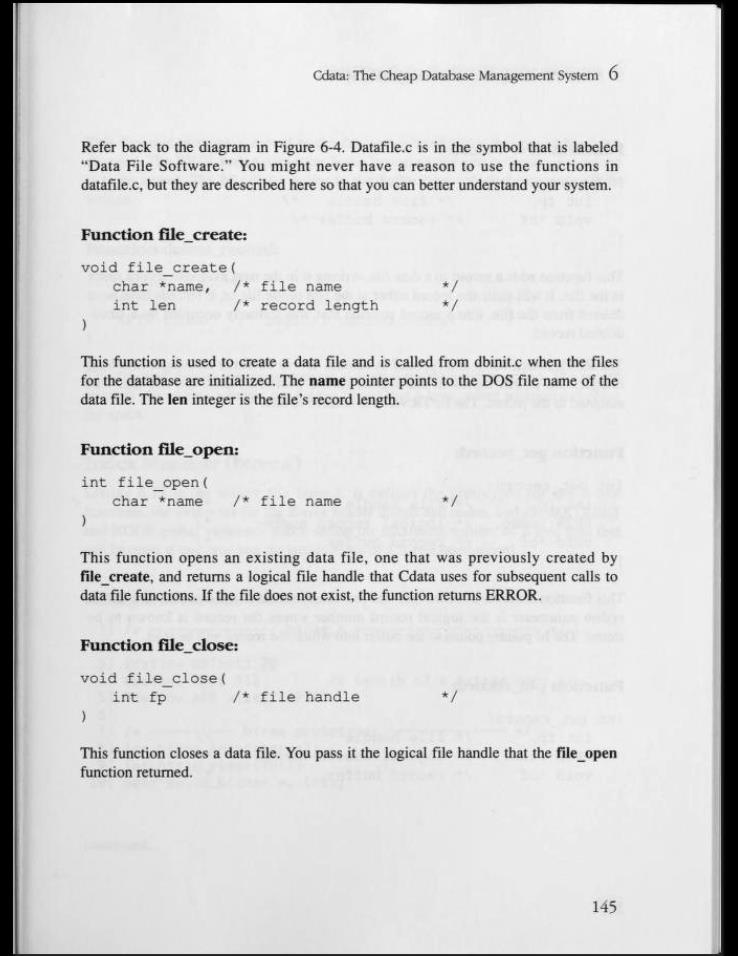 Cdata: The Cheap Database Management System 6
Refer back to the diagram in Figure 6-4. Datafile.c is in the symbol that is labeled
“Data File Software.” You might never have a reason to use the functions in
datafile.c, but they are described here so that you can better understand your system.
Function file_create:
void file_create(
char *name, /* file name */
int len /* record length */
)
This function is used to create a data file and is called from dbinit.c when the files
for the database are initialized. The name pointer points to the DOS file name of the
data file. The len integer is the file’s record length.
Function file_open:
int file_open(
char *name /* file name */
)
This function opens an existing data file, one that was previously created by
file_create, and returns a logical file handle that Cdata uses for subsequent calls to
data file functions. If the file does not exist, the function returns ERROR.
Function file_close:
void file_close(
int fp /* file handle */
)
This function closes a data file. You pass it the logical file handle that the file_open
function returned.
145